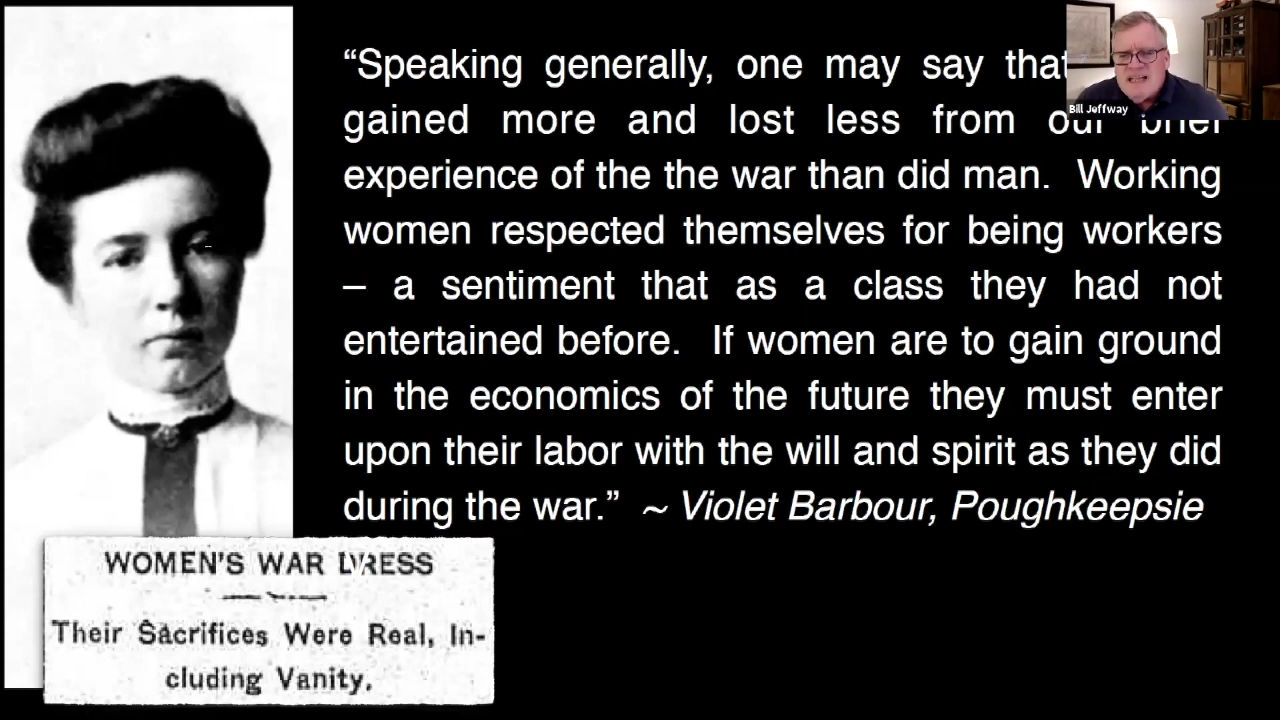 “Speaking generally, one may say that
gained more and lost less from our brief
experience of the the war than did man. Working
women respected themselves for being workers
– a sentiment that as a class they had not
entertained before. If women are to gain ground
in the economics of the future they must enter
upon their labor with the will and spirit as they did
during the war.” ~ Violet Barbour, Poughkeepsie
Bill Jeffway
WOMEN'S WAR DRESS
Their Sacrifices Were Real, In-
cluding Vanity.